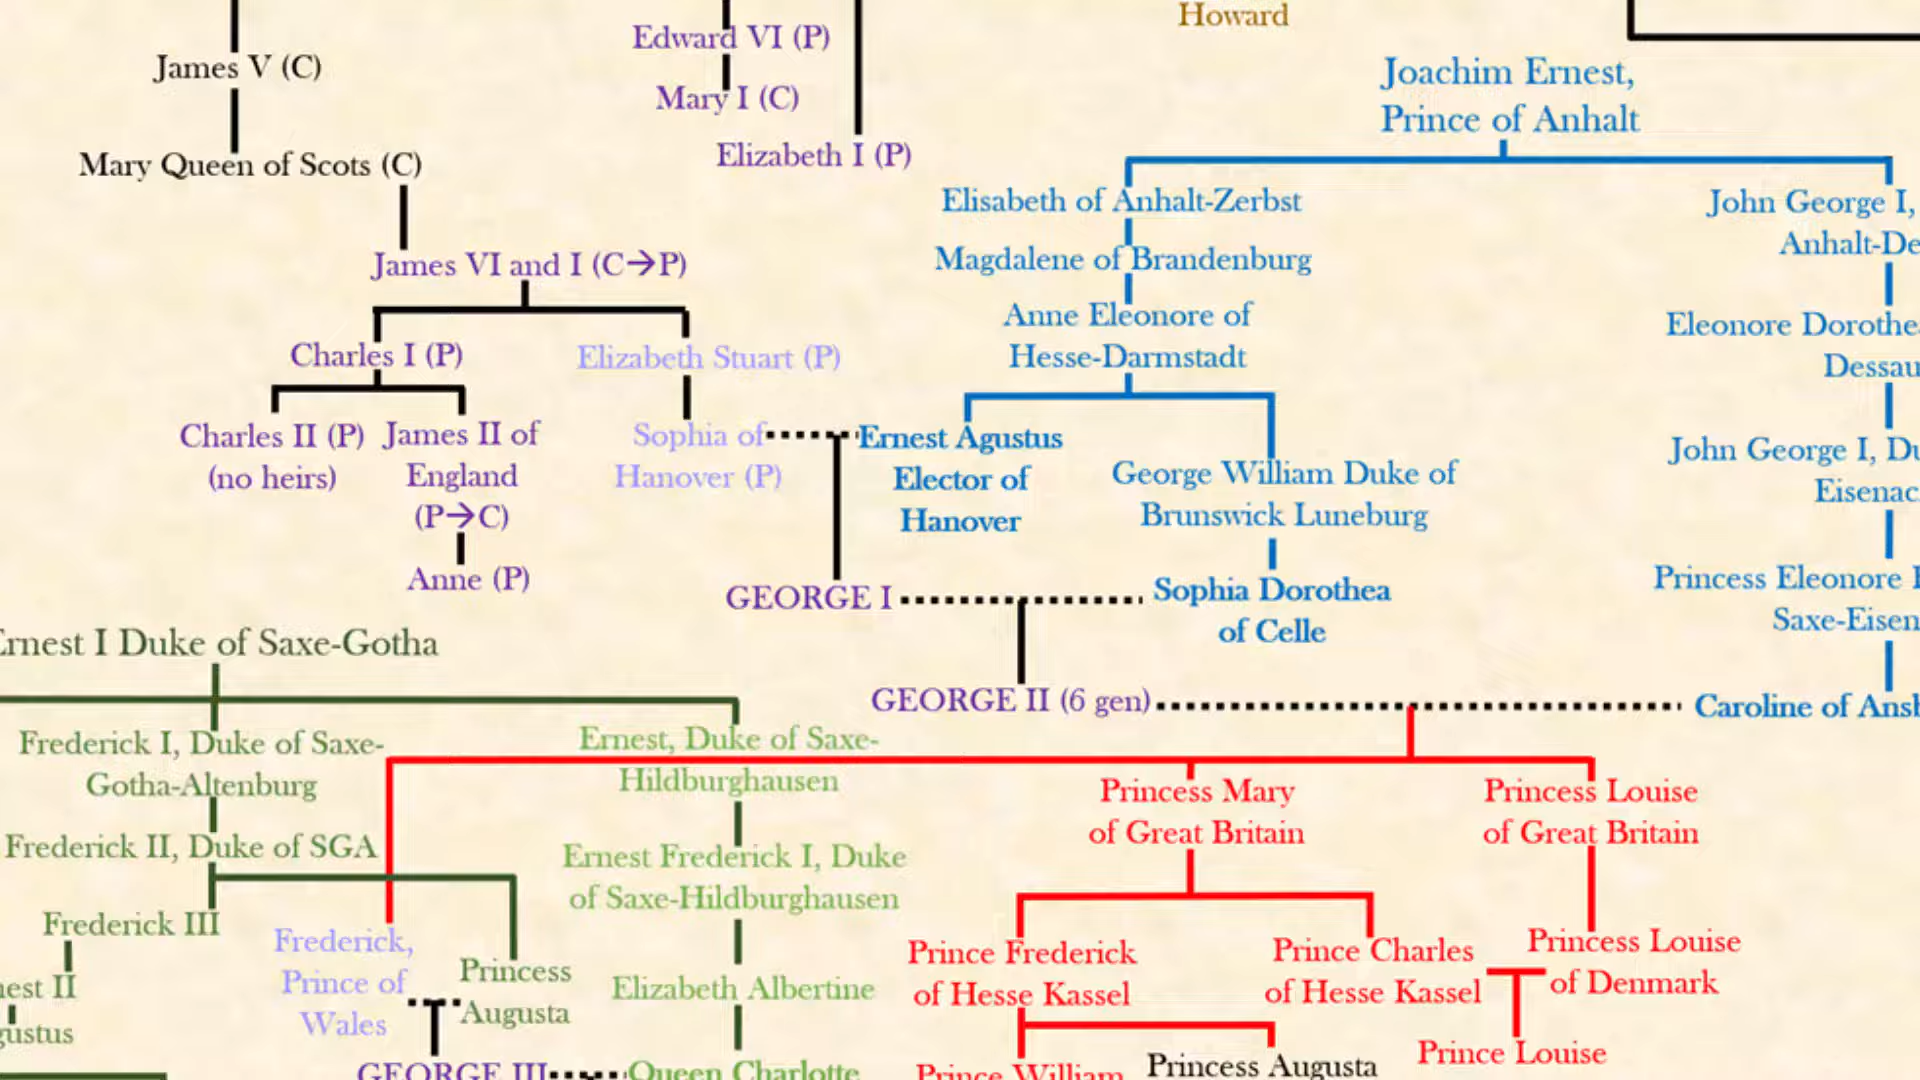 Howard
Edward VI (P)
James V (C)
Mary I (C)
Joachim Ernest,
Prince of Anhalt
Elizabeth I (P)
Mary Queen of Scots (C)
Elisabeth of Anhalt-Zerbst
John George I,
Anhalt-De
Magdalene of Brandenburg
James VI and I (C→P)
Anne Eleonore of
Hesse-Darmstadt
Eleonore Dorothe
Dessau
Charles I (P)
Elizabeth Stuart (P)
Charles II (P)
(no heirs)
James II of
England
(P→C)
Sophia of
Hanover (P)
Ernest Agustus
Elector of
Hanover
George William Duke of
Brunswick Luneburg
John George I, Du
Eisenac
Anne (P)
GEORGE I
Sophia Dorothea
of Celle
Princess Eleonore
Saxe-Eisen
Ernest I Duke of Saxe-Gotha
GEORGE II (6 gen)
Caroline of Ansb
Frederick I, Duke of Saxe-
Gotha-Altenburg
Ernest, Duke of Saxe-
Hildburghausen
Princess Mary
of Great Britain
Princess Louise
of Great Britain
Frederick II, Duke of SGA
Ernest Frederick I, Duke
of Saxe-Hildburghausen
Frederick III
Frederick,
Prince of
Wales
Princess
Augusta
Elizabeth Albertine
Prince Frederick
of Hesse Kassel
Prince Charles
of Hesse Kassel
Princess Louise
of Denmark
nest II
gustus
Prince Louise
GEORGE III
Queen Charlotte
Prince William
Princess Augusta